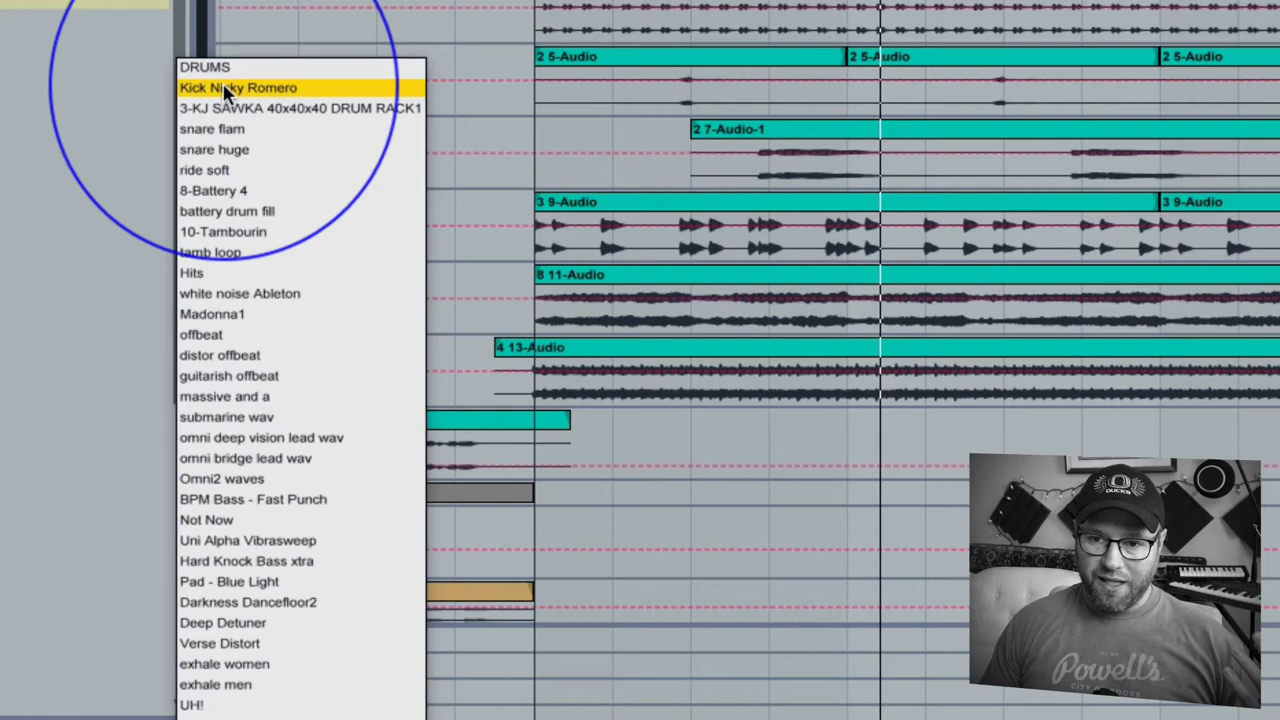 2 5-Audio
2 5-Audio
2 5-Audio
DRUMS
Kick Nicky Romero
3-KJ SAWKA 40x40x40 DRUM RACK1
snare flam
2 7-Audio-1
snare huge
ride soft
8-Battery 4
3 9-Audio
3 9-Audio
battery drum fill
10-Tambourin
tamb loop
Hits
8 11-Audio
white noise Ableton
Madonna1
offbeat
4 13-Audio
distor offbeat
guitarish offbeat
massive and a
submarine wav
omni deep vision lead wav
omni bridge lead wav
Omni2 waves
BPM Bass - Fast Punch
Not Now
Uni Alpha Vibrasweep
Hard Knock Bass xtra
Pad - Blue Light
Darkness Dancefloor2
Deep Detuner
Verse Distort
exhale women
exhale men
UH!
DUCKS
Powell's
CITY OF BOOKS